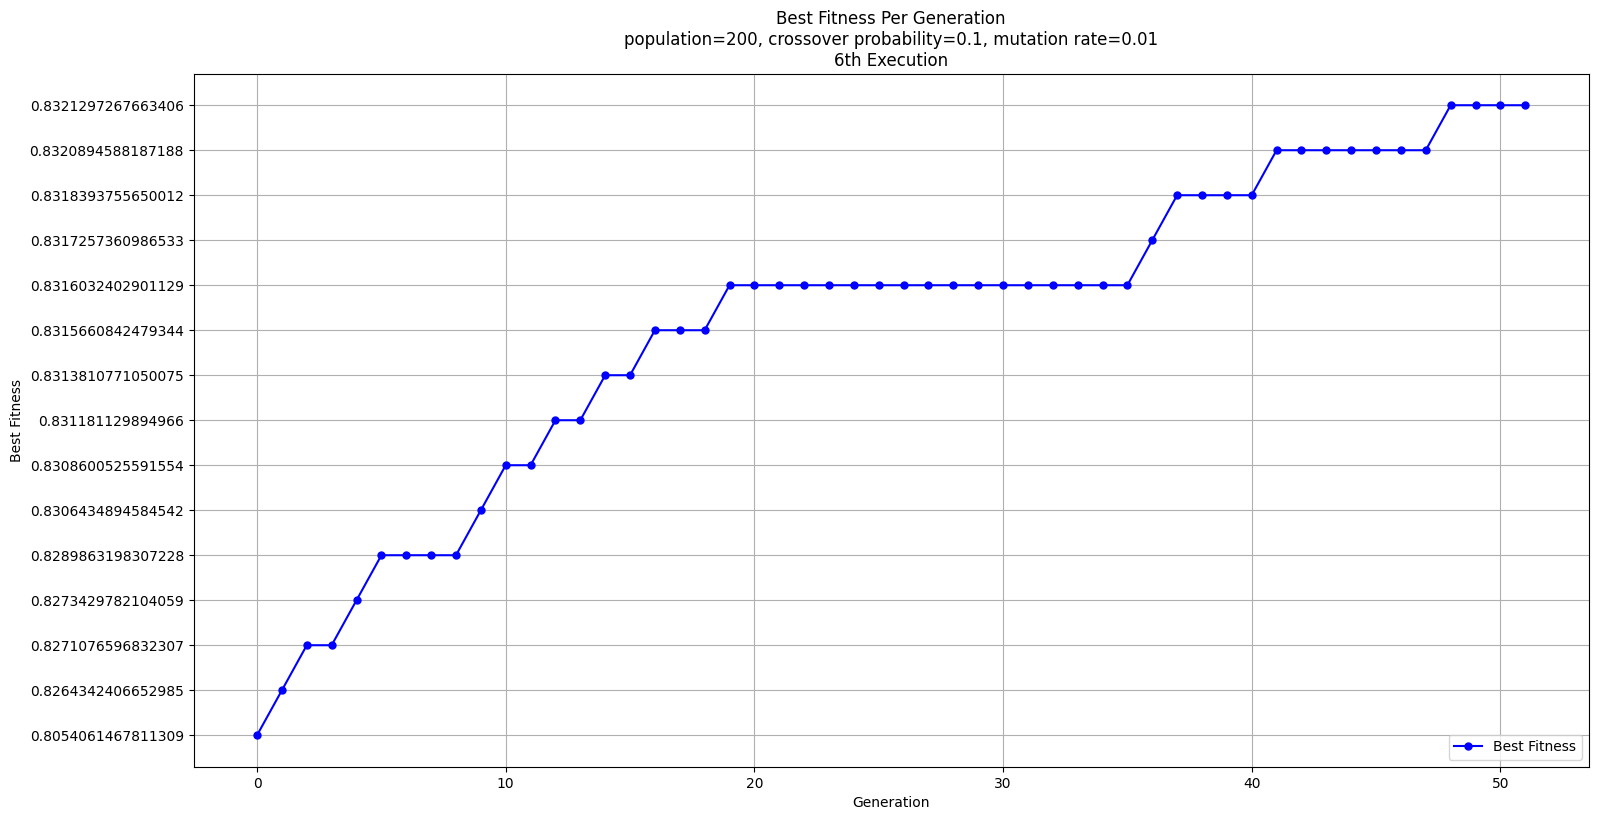 Best Fitness Per Generation
population=200, crossover probability=0.1, mutation rate=0.01
6th Execution
0.8321297267663406
0.8320894588187188
0.8318393755650012
0.8317257360986533
0.8316032402901129
0.8315660842479344
0.8313810771050075
0.831181129894966
0.8308600525591554
0.8306434894584542
0.8289863198307228
0.8273429782104059
0.8271076596832307
0.8264342406652985
0.8054061467811309
Best Fitness
Best Fitness
0 10 20 30 40 50
Generation